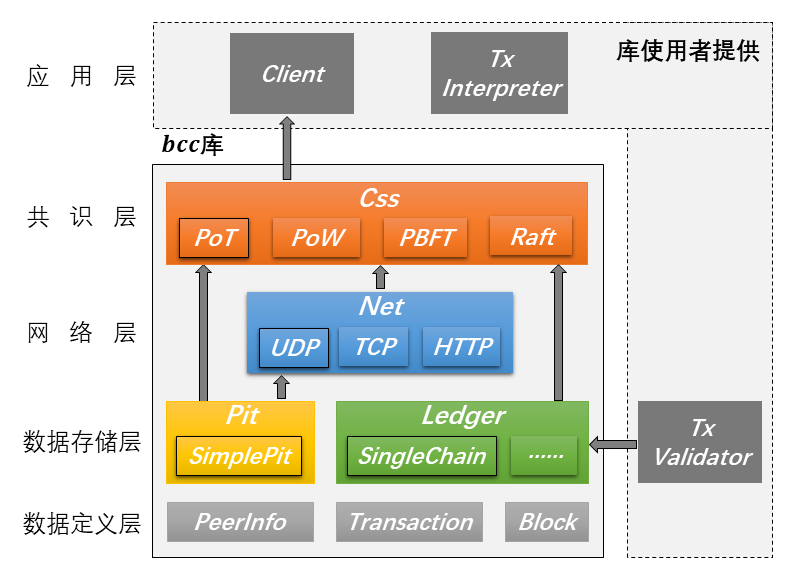 库使用者提供
应用层
Client
Tx
Interpreter
bcc库
共识层
Css
PoT
PoW
PBFT
Raft
网络层
Net
UDP
TCP
HTTP
数据存储层
Pit
SimplePit
Ledger
SingleChain
······
Tx
Validator
数据定义层
PeerInfo
Transaction
Block